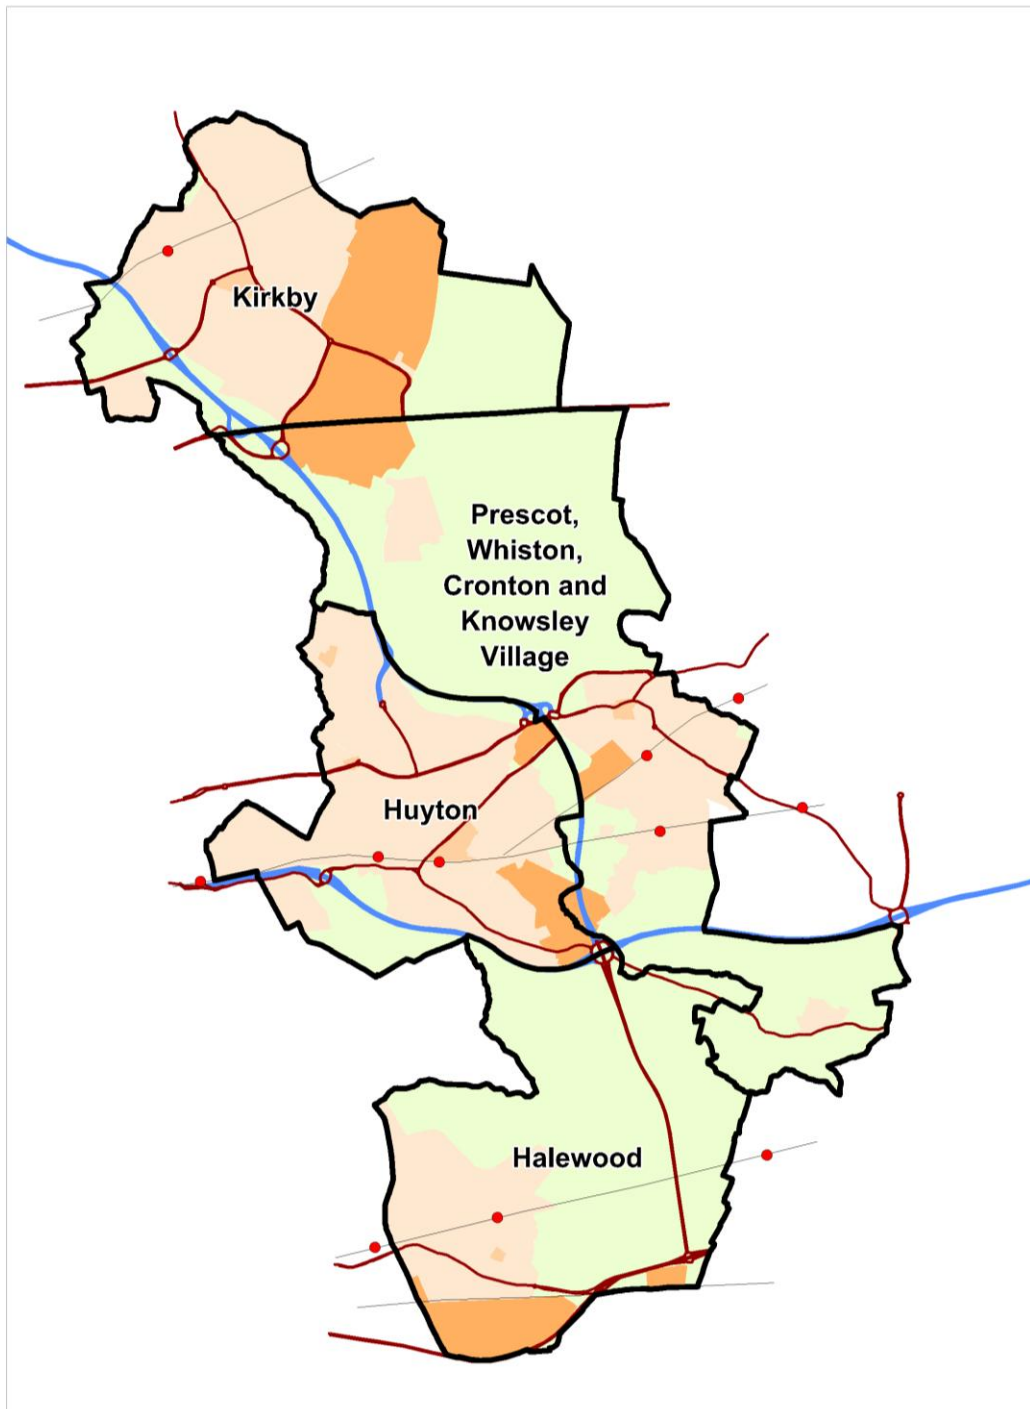 Kirkby
Prescot,
Whiston,
Cronton and
Knowsley
Village
Huyton
Halewood